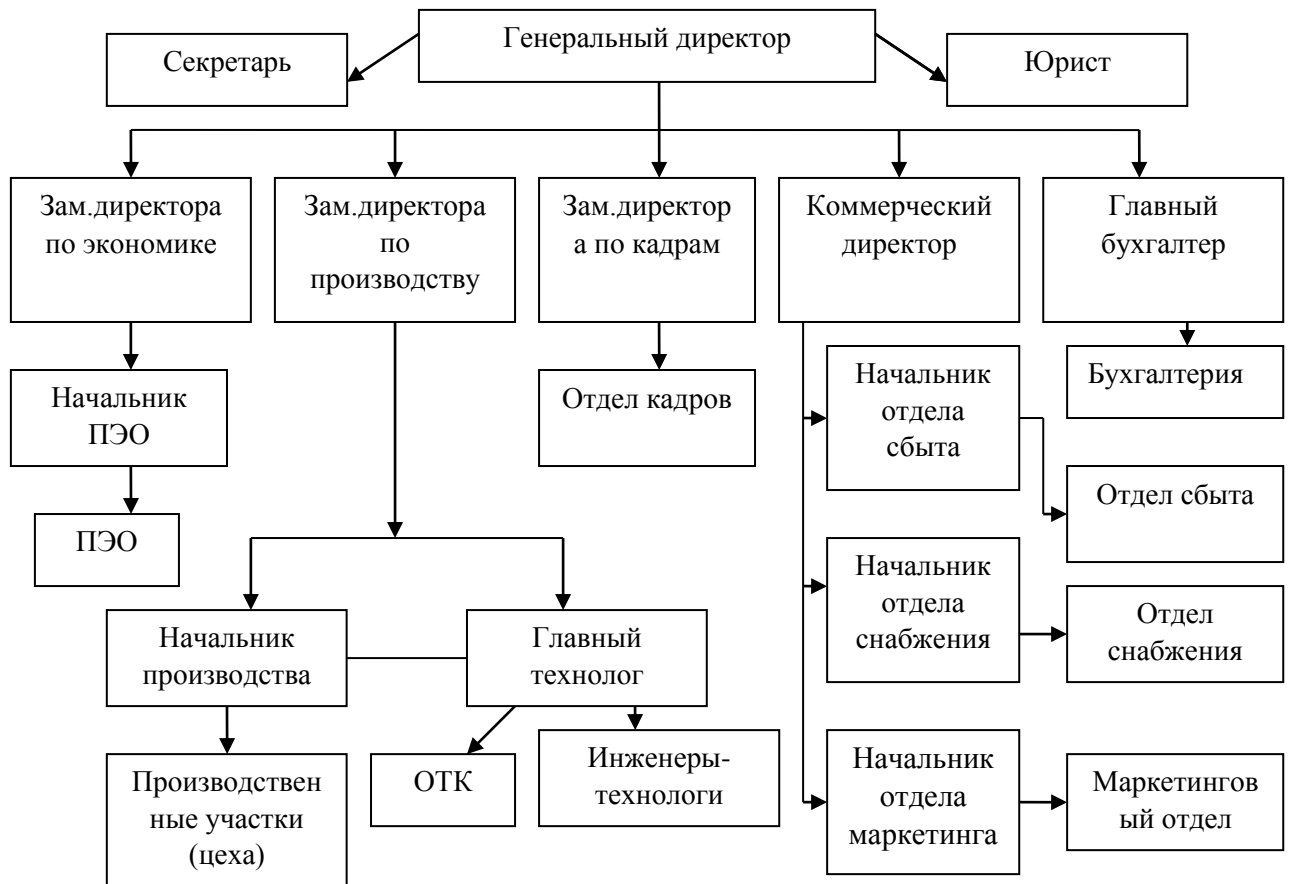 Генеральный директор
Секретарь
Юрист
Зам.директора
по экономике
Зам.директора
по
производству
Зам.директор
а по кадрам
Коммерческий
директор
Главный
бухгалтер
Начальник
ПЭО
Отдел кадров
Начальник
отдела
сбыта
Бухгалтерия
ПЭО
Отдел сбыта
Начальник
производства
Главный
технолог
Начальник
отдела
снабжения
Отдел
снабжения
Производствен
ные участки
(цеха)
ОТК
Инженеры-
технологи
Начальник
отдела
маркетинга
Маркетингов
ый отдел